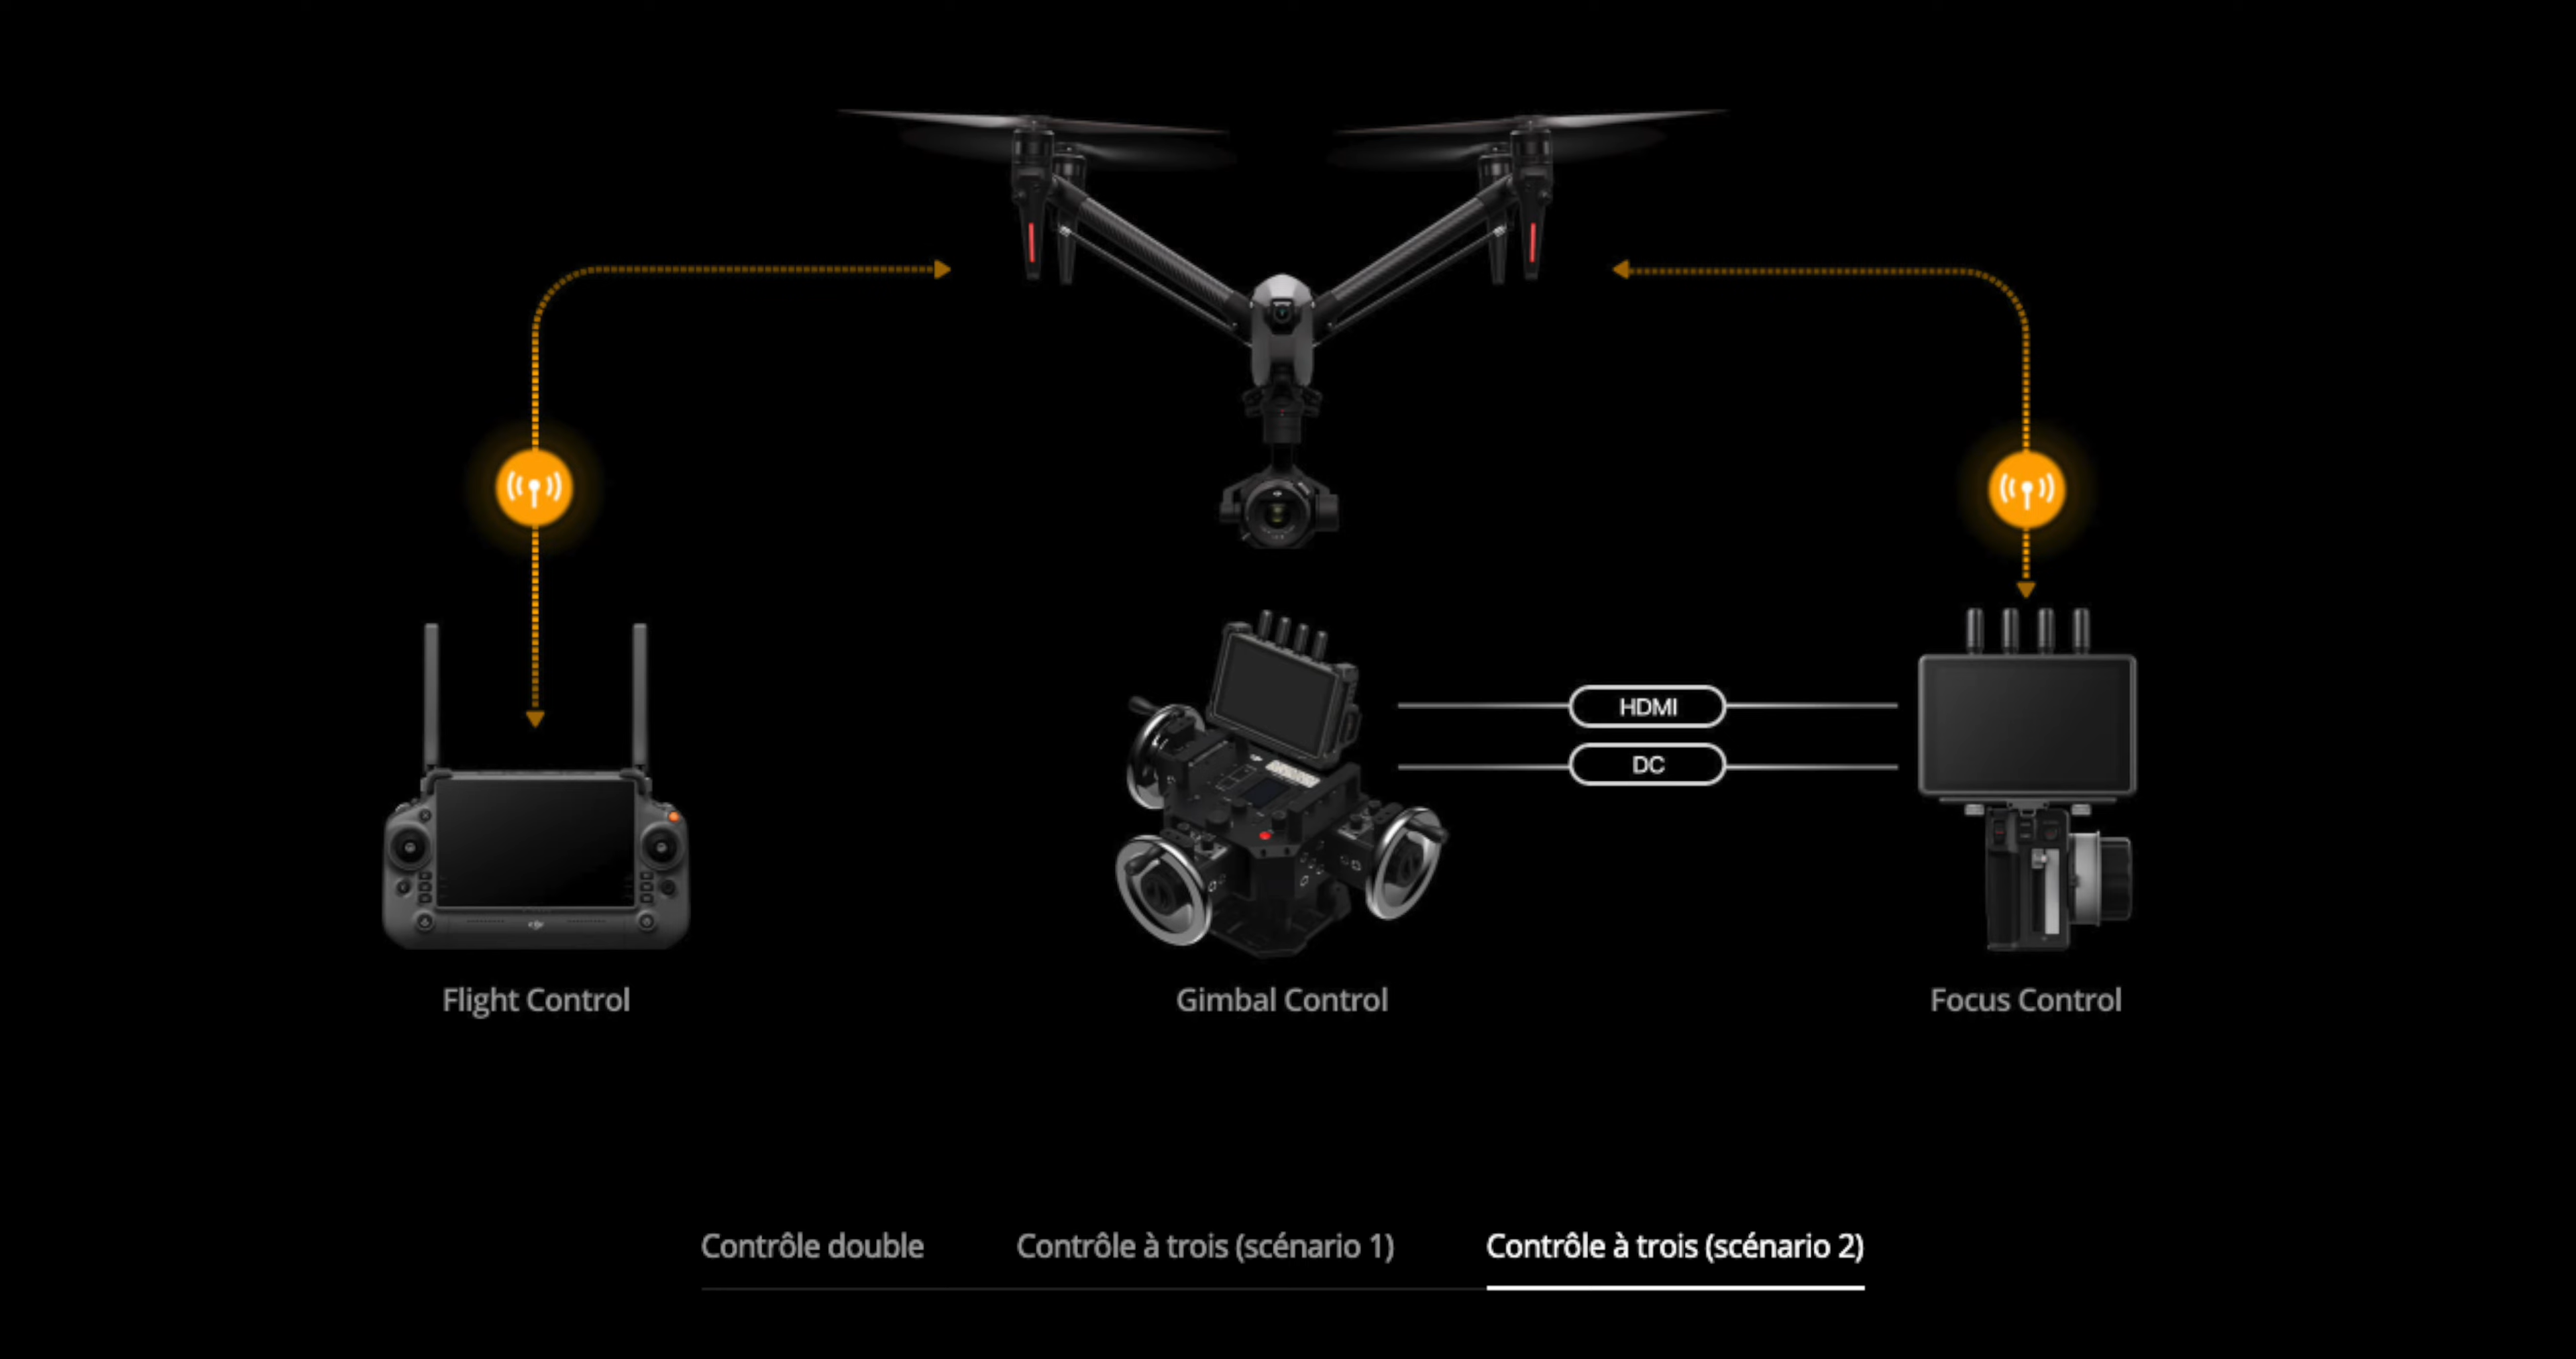 HDMI
DC
Flight Control
Gimbal Control
Focus Control
Contrôle double
Contrôle à trois (scénario 1)
Contrôle à trois (scénario 2)